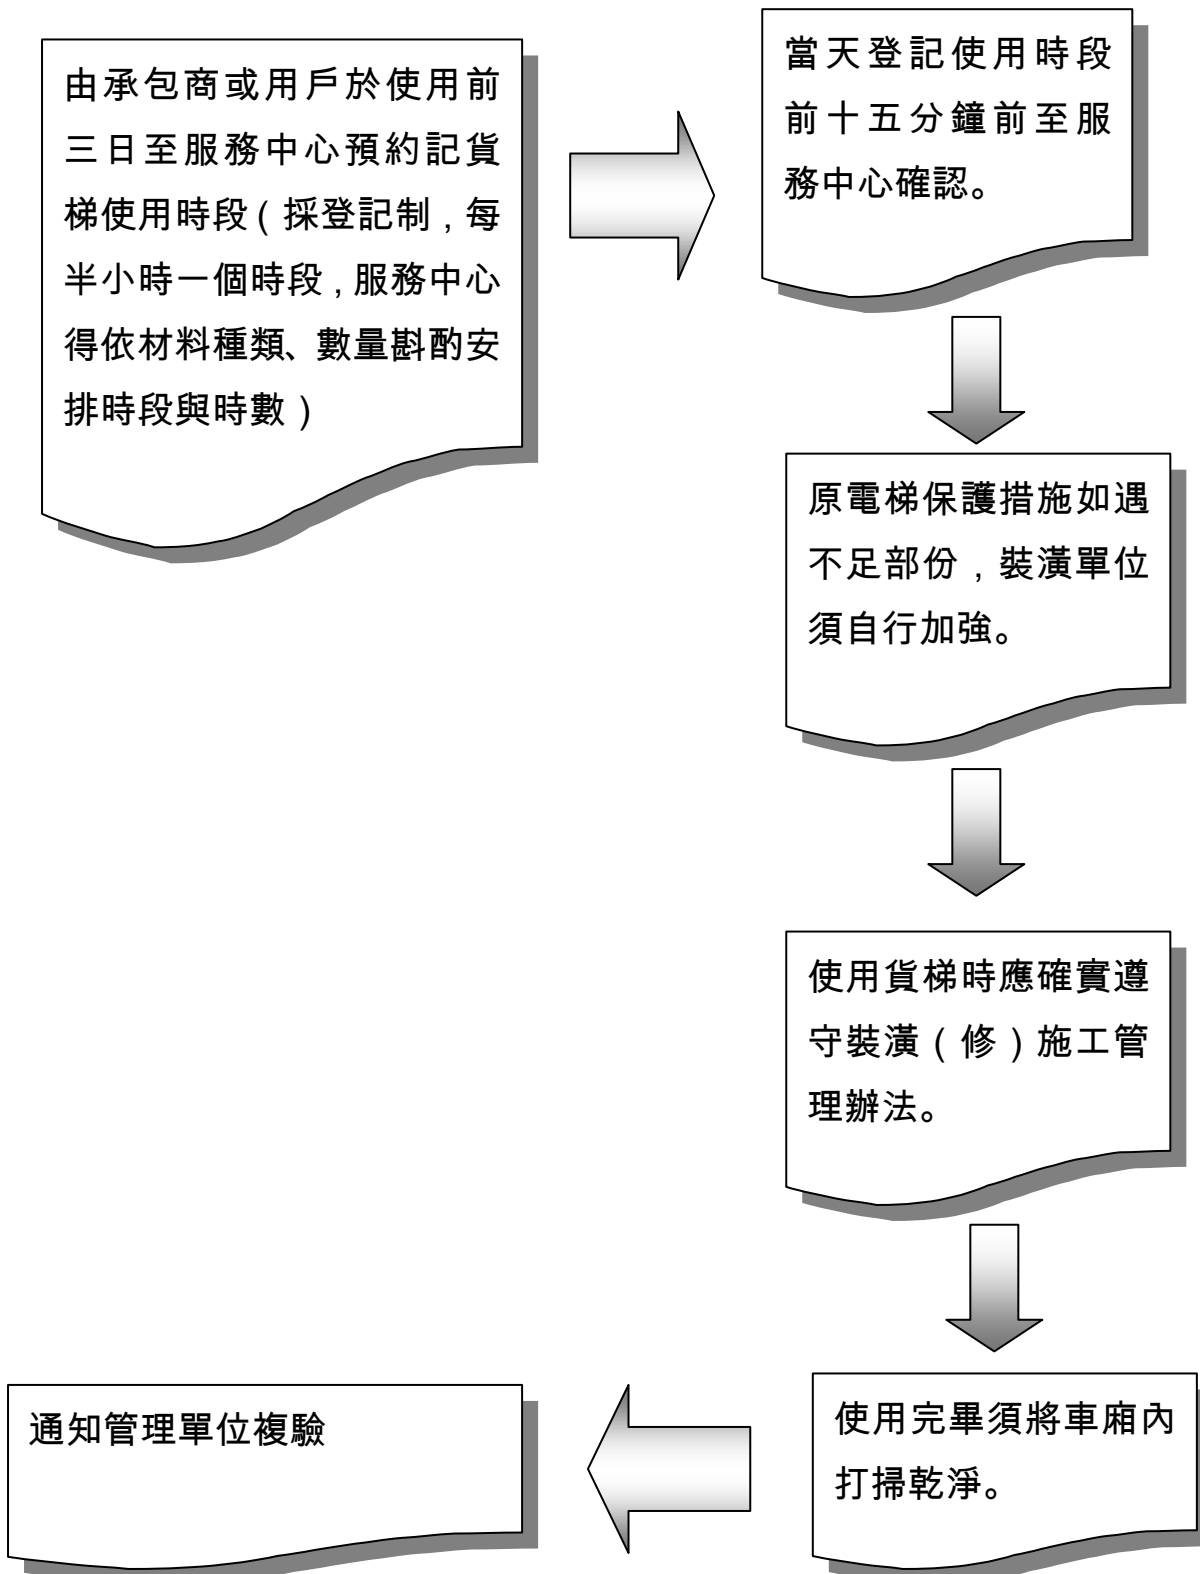 由承包商或用戶於使用前
三日至服務中心預約記貨
梯使用時段（採登記制，每
半小時一個時段，服務中心
得依材料種類、數量斟酌安
排時段與時數）
當天登記使用時段
前十五分鐘前至服
務中心確認。
原電梯保護措施如遇
不足部份，裝潢單位
須自行加強。
使用貨梯時應確實遵
守裝潢（修）施工管
理辦法。
使用完畢須將車廂內
打掃乾淨。
通知管理單位複驗